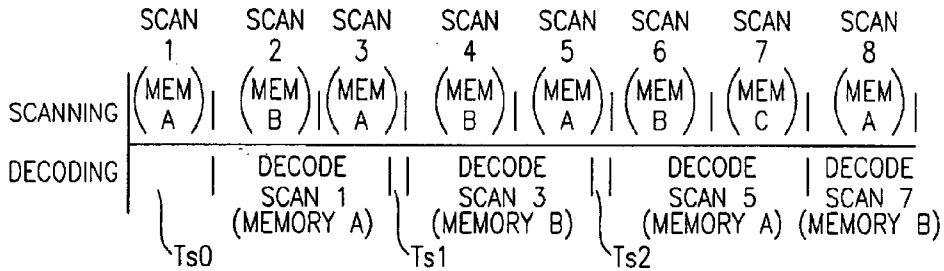 SCAN 1 SCAN 2 SCAN 3 SCAN 4 SCAN 5 SCAN 6 SCAN 7 SCAN 8
SCANNING (MEM A) (MEM B) (MEM A) (MEM B) (MEM A) (MEM B) (MEM C) (MEM A)
DECODING DECODE SCAN 1 (MEMORY A) DECODE SCAN 3 (MEMORY B) DECODE SCAN 5 (MEMORY A) DECODE SCAN 7 (MEMORY B)
Ts0 Ts1 Ts2